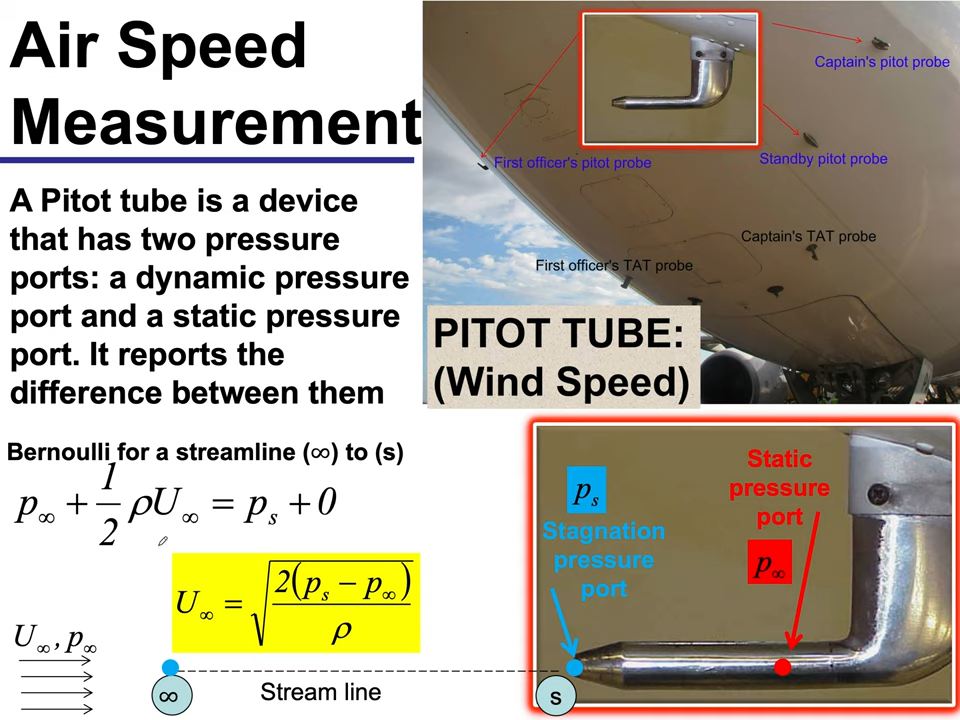 Air Speed
Measurement
A Pitot tube is a device
that has two pressure
ports: a dynamic pressure
port and a static pressure
port. It reports the
difference between them
Captain's pitot probe
First officer's pitot probe
Standby pitot probe
Captain's TAT probe
First officer's TAT probe
PITOT TUBE:
(Wind Speed)
Bernoulli for a streamline (∞) to (s)
p∞ + 1/2 ρU∞ = ps + 0
U∞ = √(2(ps − p∞)/ρ)
U∞, p∞
∞
Stream line
s
ps
Stagnation
pressure
port
Static
pressure
port
p∞